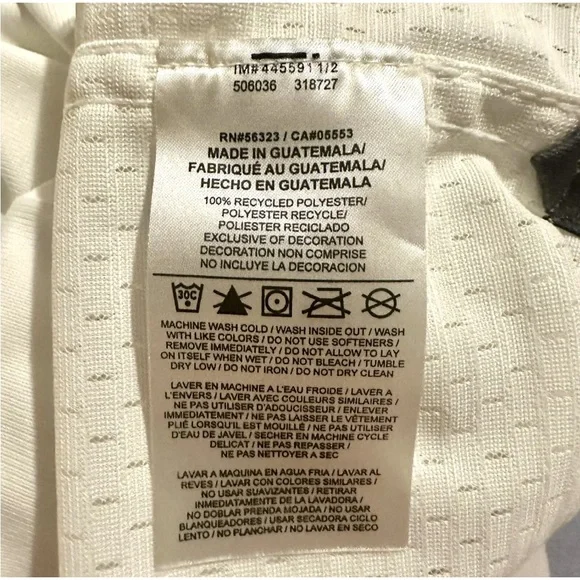 IM#445591 1/2
506036 318727
RN#56323 / CA#05553
MADE IN GUATEMALA/
FABRIQUÉ AU GUATEMALA/
HECHO EN GUATEMALA
100% RECYCLED POLYESTER/
POLYESTER RECYCLE/
POLIESTER RECICLADO
EXCLUSIVE OF DECORATION
DECORATION NON COMPRISE
NO INCLUYE LA DECORACION
30C
MACHINE WASH COLD / WASH INSIDE OUT / WASH
WITH LIKE COLORS / DO NOT USE SOFTENERS /
REMOVE IMMEDIATELY / DO NOT ALLOW TO LAY
ON ITSELF WHEN WET / DO NOT BLEACH / TUMBLE
DRY LOW / DO NOT IRON / DO NOT DRY CLEAN
LAVER EN MACHINE A L'EAU FROIDE / LAVER A
L'ENVERS / LAVER AVEC COULEURS SIMILAIRES /
NE PAS UTILISER D'ADOUCISSEUR / ENLEVER
IMMÉDIATEMENT / NE PAS LAISSER LE VÊTEMENT
PLIÉ LORSQU'IL EST MOUILLÉ / NE PAS UTILISER
D'EAU DE JAVEL / SECHER EN MACHINE CYCLE
DELICAT / NE PAS REPASSER /
NE PAS NETTOYER A SEC
LAVAR A MAQUINA EN AGUA FRIA / LAVAR AL
REVES / LAVAR CON COLORES SIMILARES /
NO USAR SUAVIZANTES / RETIRAR
INMEDIATAMENTE DE LA LAVADORA /
NO DOBLAR PRENDA MOJADA / NO USAR
BLANQUEADORES / USAR SECADORA CICLO
LENTO / NO PLANCHAR / NO LAVAR EN SECO